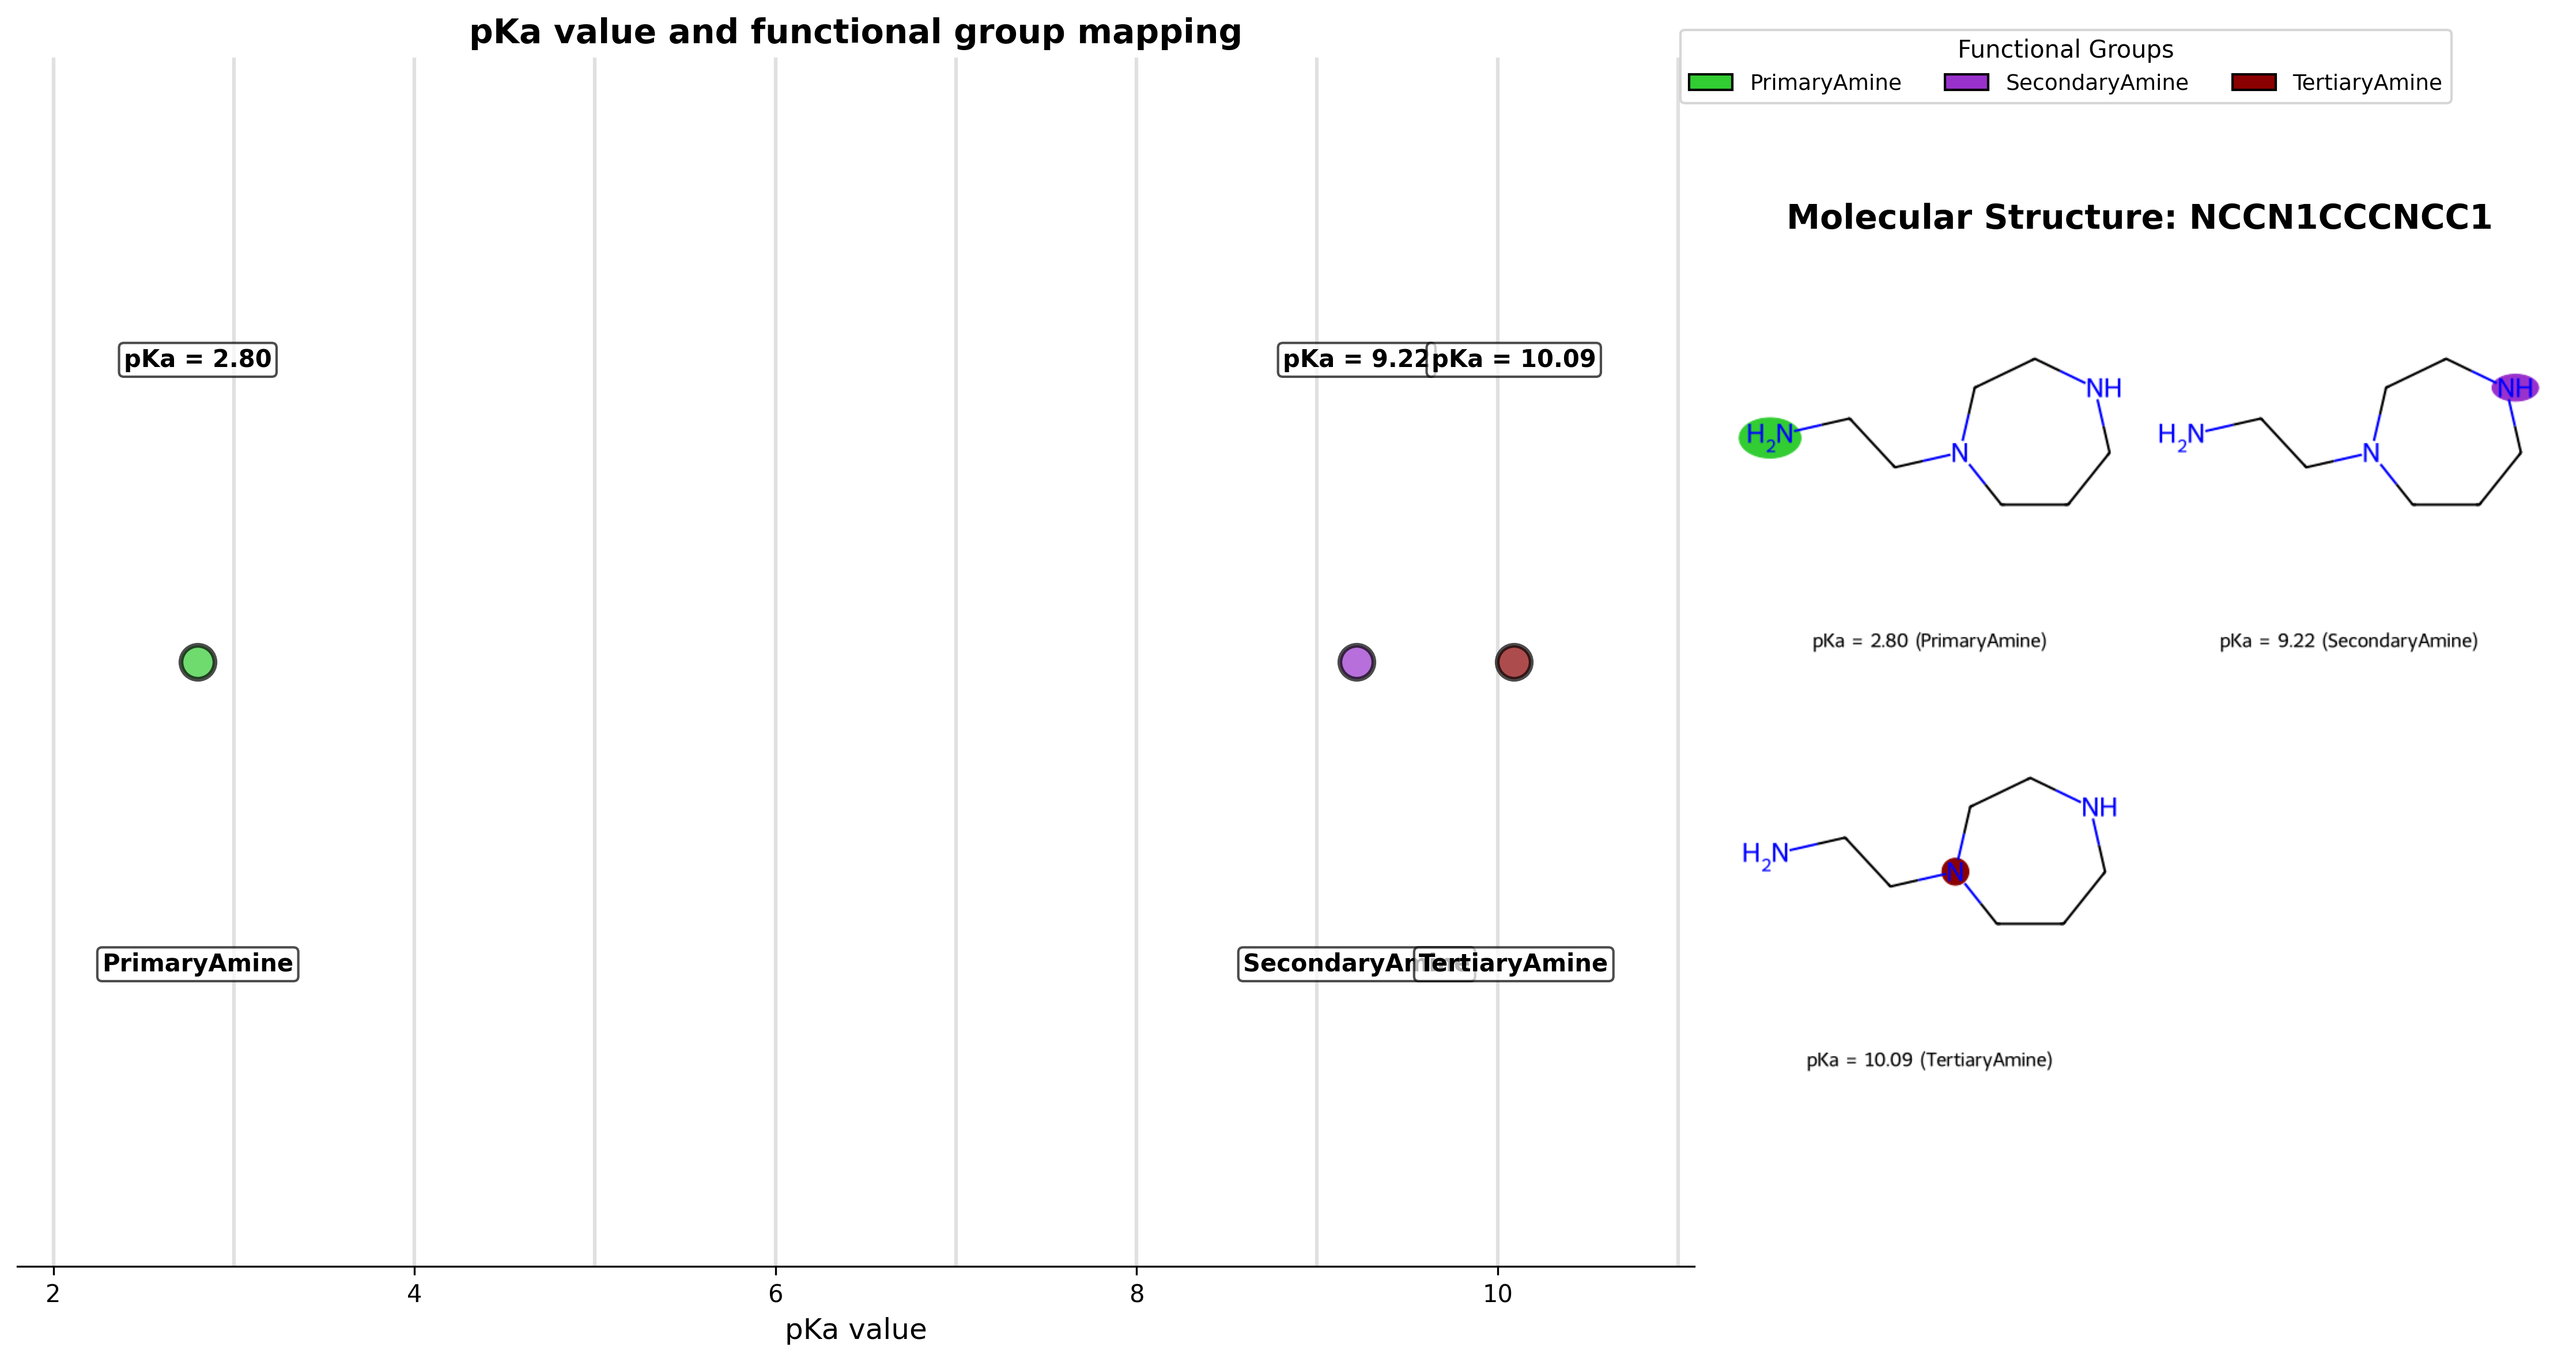 pKa value and functional group mapping
Functional Groups
PrimaryAmine
SecondaryAmine
TertiaryAmine
Molecular Structure: NCCN1CCCNCC1
pKa = 2.80
pKa = 9.22
pKa = 10.09
PrimaryAmine
SecondaryAmine
TertiaryAmine
2
4
6
8
10
pKa value
H2N
N
NH
H2N
N
NH
pKa = 2.80 (PrimaryAmine)
pKa = 9.22 (SecondaryAmine)
H2N
N
NH
pKa = 10.09 (TertiaryAmine)